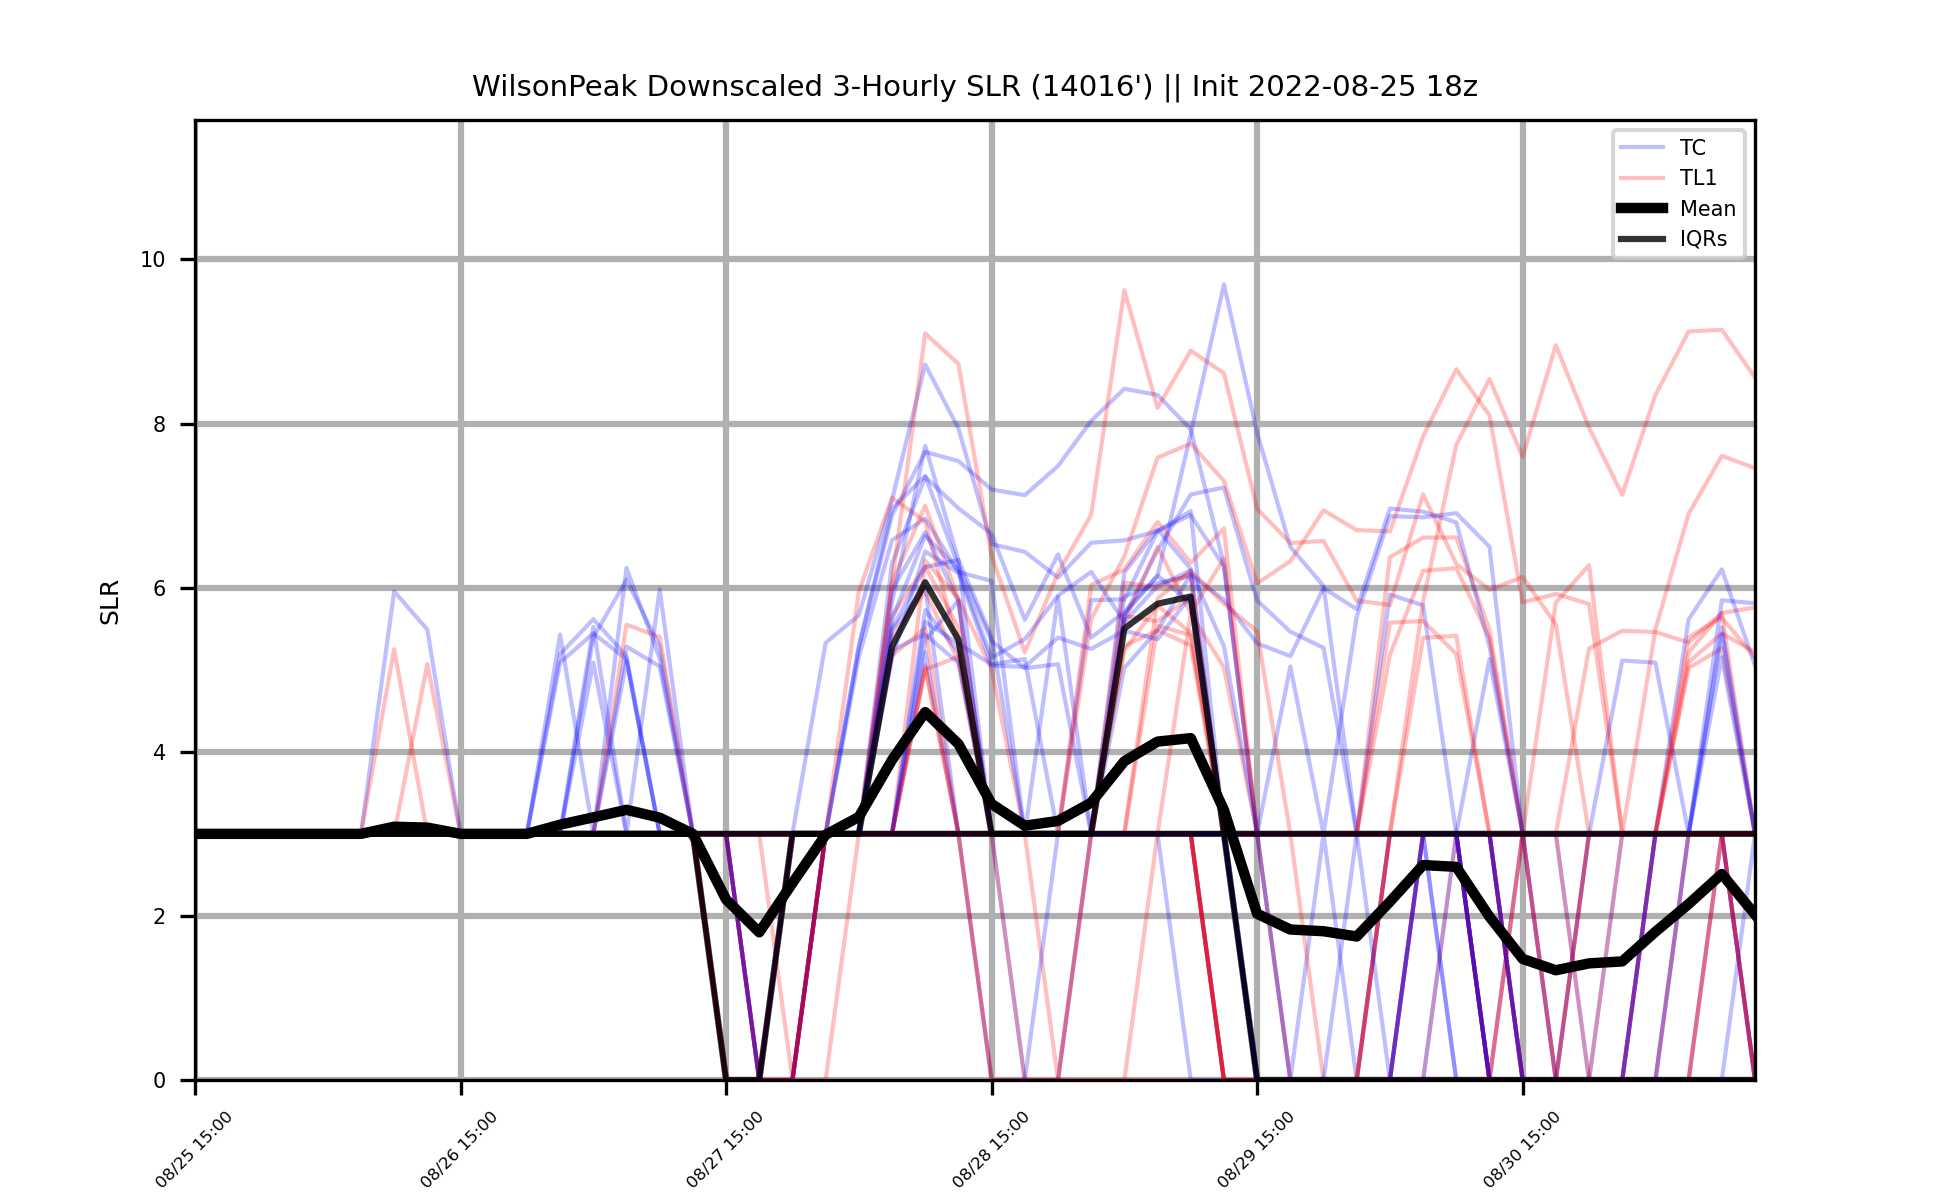 WilsonPeak Downscaled 3-Hourly SLR (14016') || Init 2022-08-25 18z
TC
TL1
Mean
IQRs
SLR
10
8
6
4
2
0
08/25 15:00
08/26 15:00
08/27 15:00
08/28 15:00
08/29 15:00
08/30 15:00